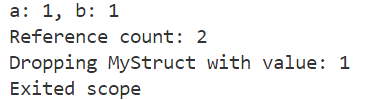 a: 1, b: 1
Reference count: 2
Dropping MyStruct with value: 1
Exited scope